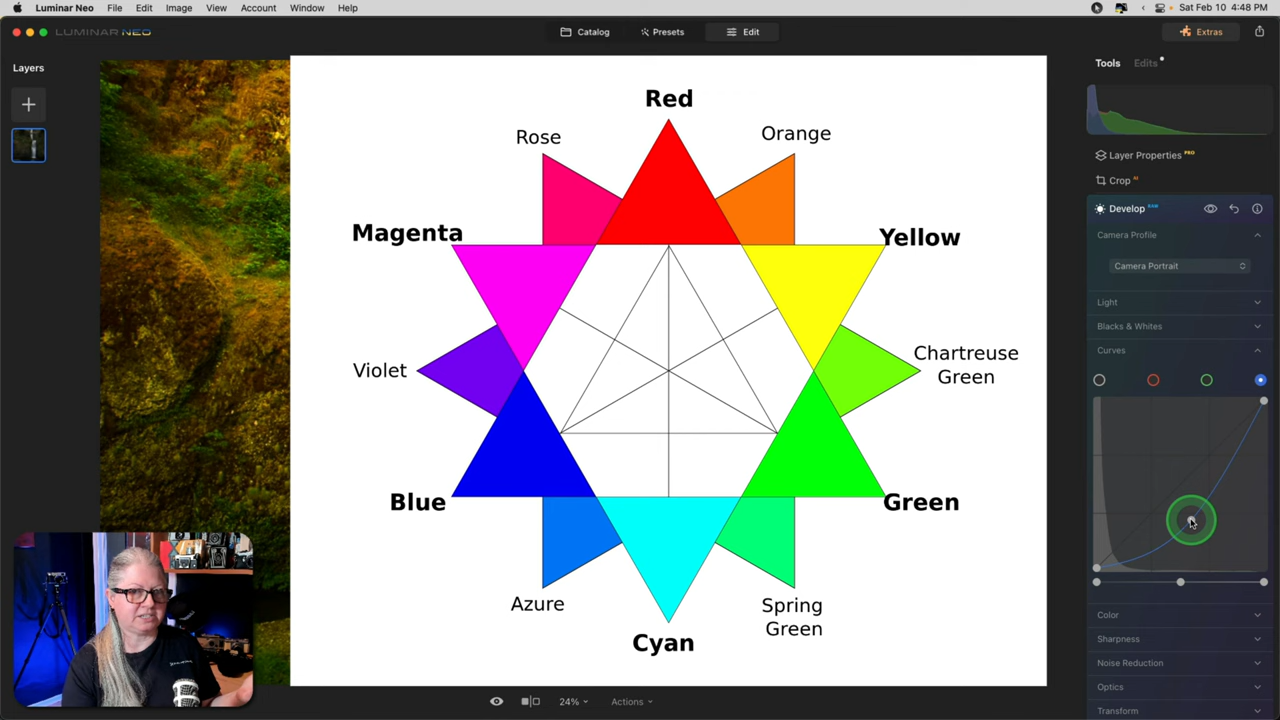 Luminar Neo File Edit Image View Account Window Help Sat Feb 10 4:48 PM
LUMINAR NEO Catalog Presets Edit Extras
Layers
Tools Edits
Layer Properties PRO
Crop AI
Develop RAW
Camera Profile
Camera Portrait
Light
Blacks & Whites
Curves
Color
Sharpness
Noise Reduction
Optics
Transform
Red
Rose
Orange
Magenta
Yellow
Violet
Chartreuse
Green
Blue
Green
Azure
Spring
Green
Cyan
24% Actions